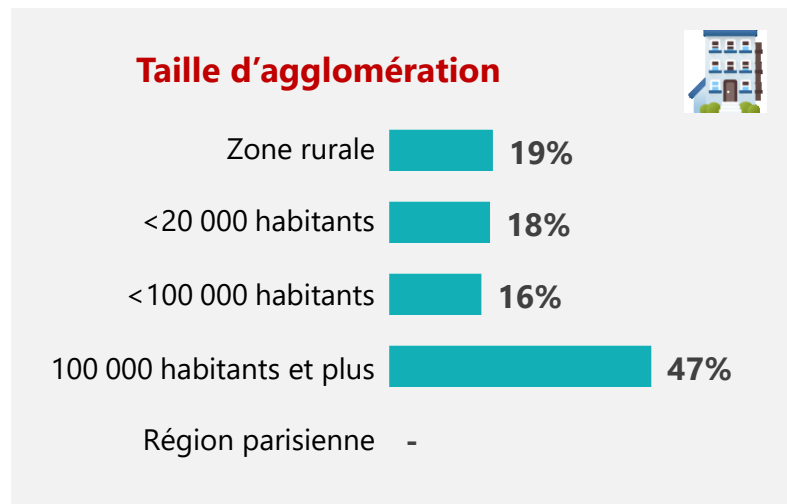 Taille d’agglomération
Zone rurale 19%
<20 000 habitants 18%
<100 000 habitants 16%
100 000 habitants et plus 47%
Région parisienne -